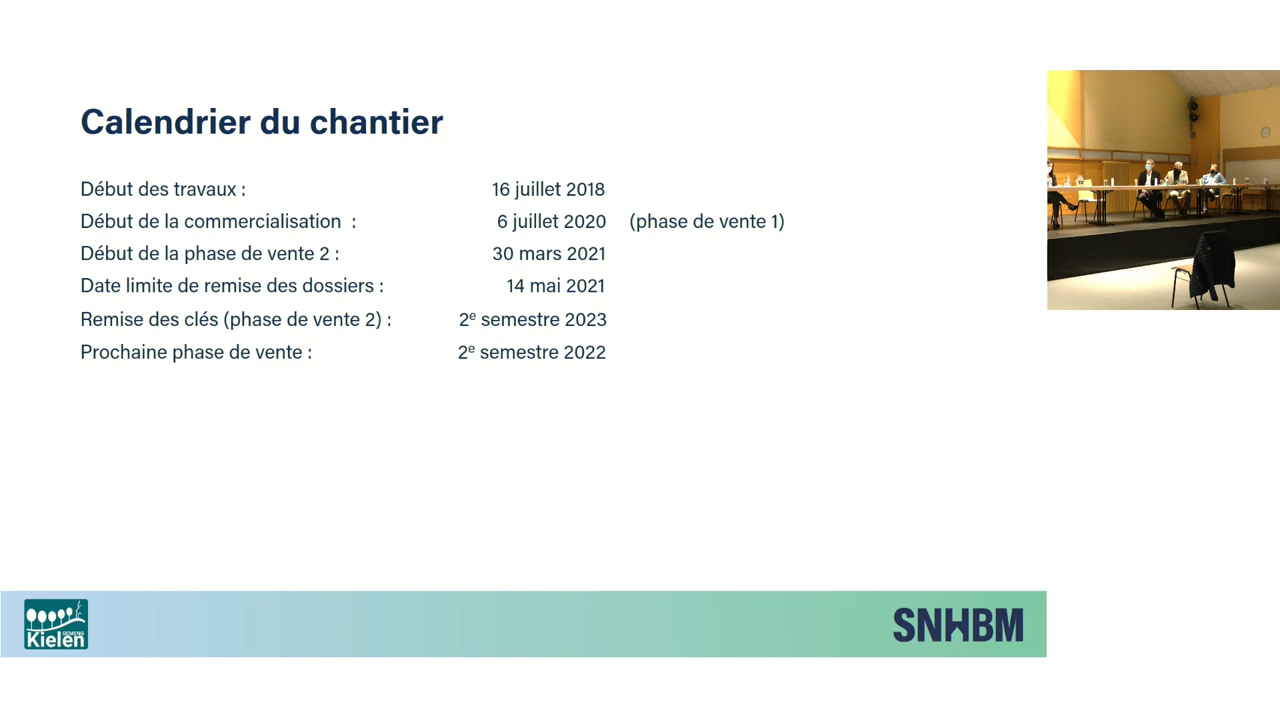 Calendrier du chantier
Début des travaux : 16 juillet 2018
Début de la commercialisation : 6 juillet 2020 (phase de vente 1)
Début de la phase de vente 2 : 30 mars 2021
Date limite de remise des dossiers : 14 mai 2021
Remise des clés (phase de vente 2) : 2e semestre 2023
Prochaine phase de vente : 2e semestre 2022
GEMENG
Kielen
SNHBM